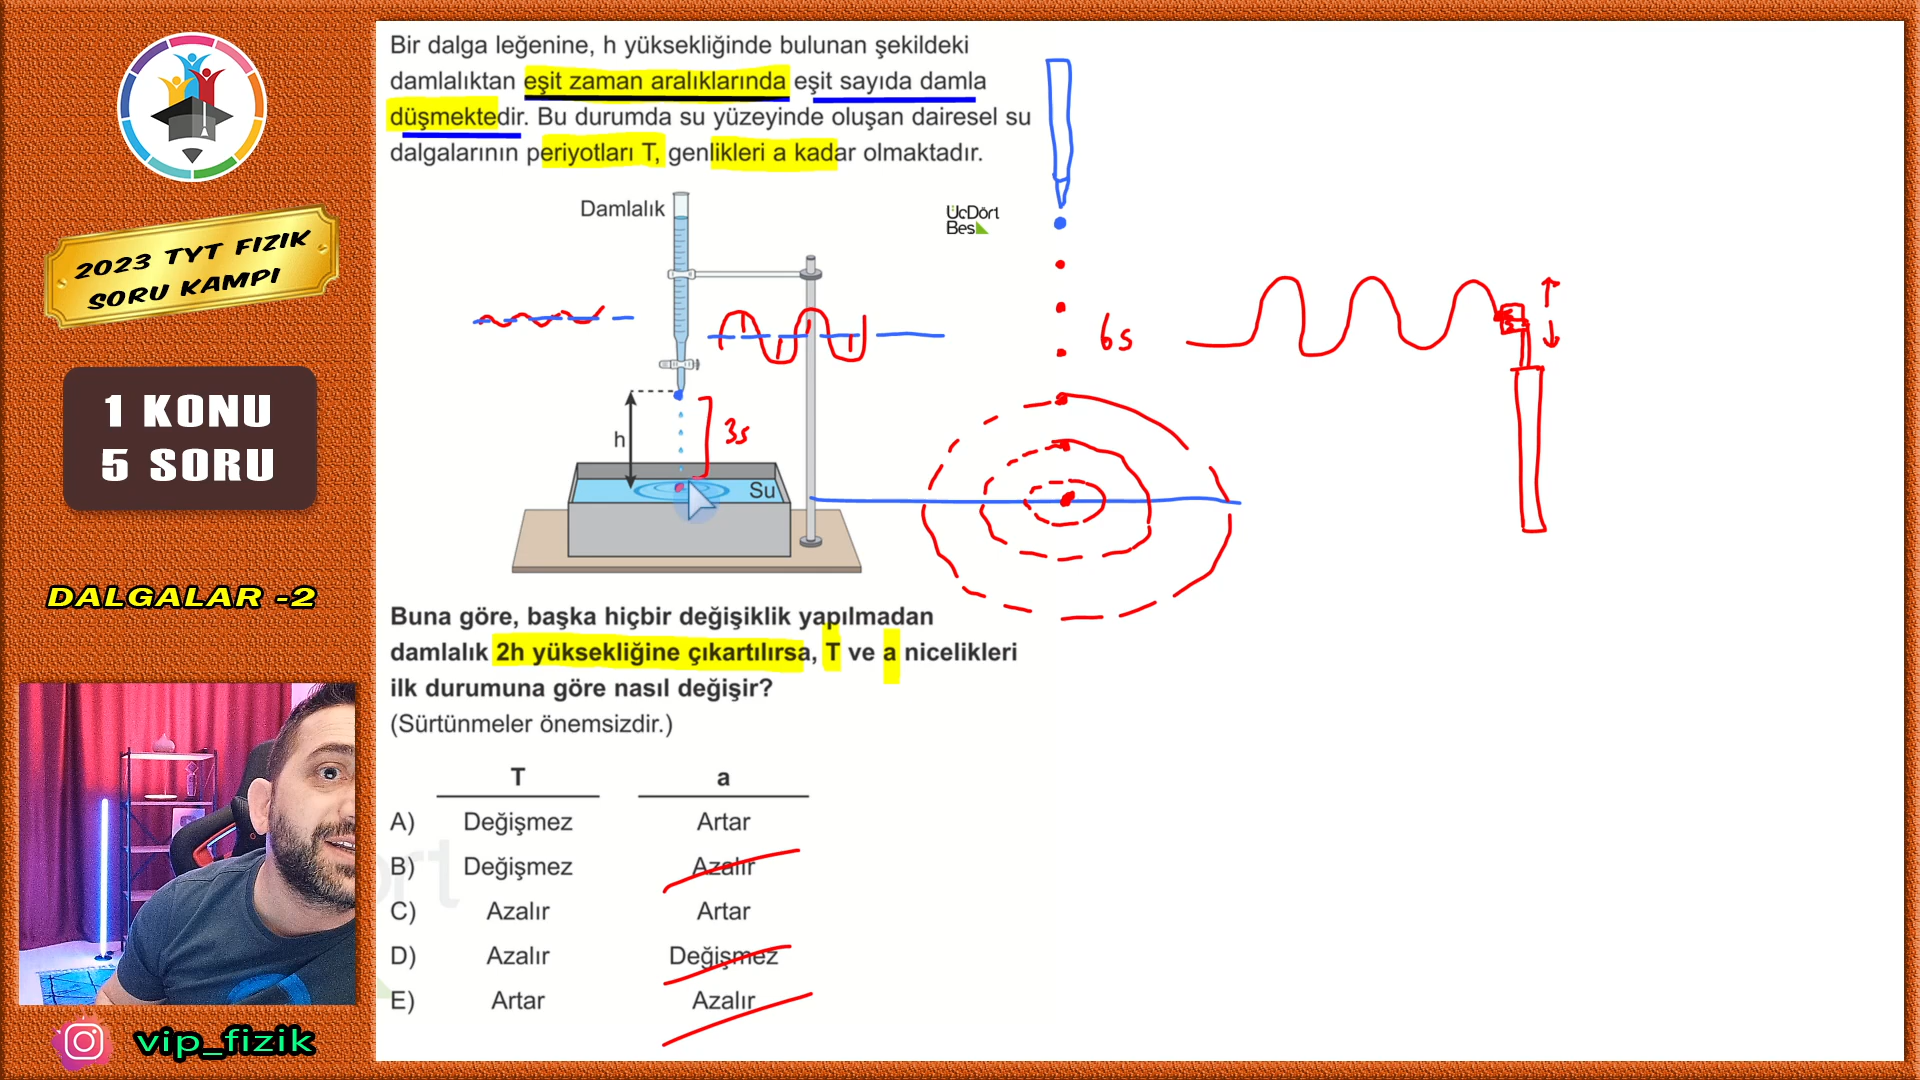 2023 TYT FIZIK
SORU KAMPI
1 KONU
5 SORU
DALGALAR -2
vip_fizik
Bir dalga leğenine, h yüksekliğinde bulunan şekildeki
damlalıktan eşit zaman aralıklarında eşit sayıda damla
düşmektedir. Bu durumda su yüzeyinde oluşan dairesel su
dalgalarının periyotları T, genlikleri a kadar olmaktadır.
Damlalık
ÜçDört
Beş
h
3s
Su
6s
Buna göre, başka hiçbir değişiklik yapılmadan
damlalık 2h yüksekliğine çıkartılırsa, T ve a nicelikleri
ilk durumuna göre nasıl değişir?
(Sürtünmeler önemsizdir.)
T a
A) Değişmez Artar
B) Değişmez Azalır
C) Azalır Artar
D) Azalır Değişmez
E) Artar Azalır